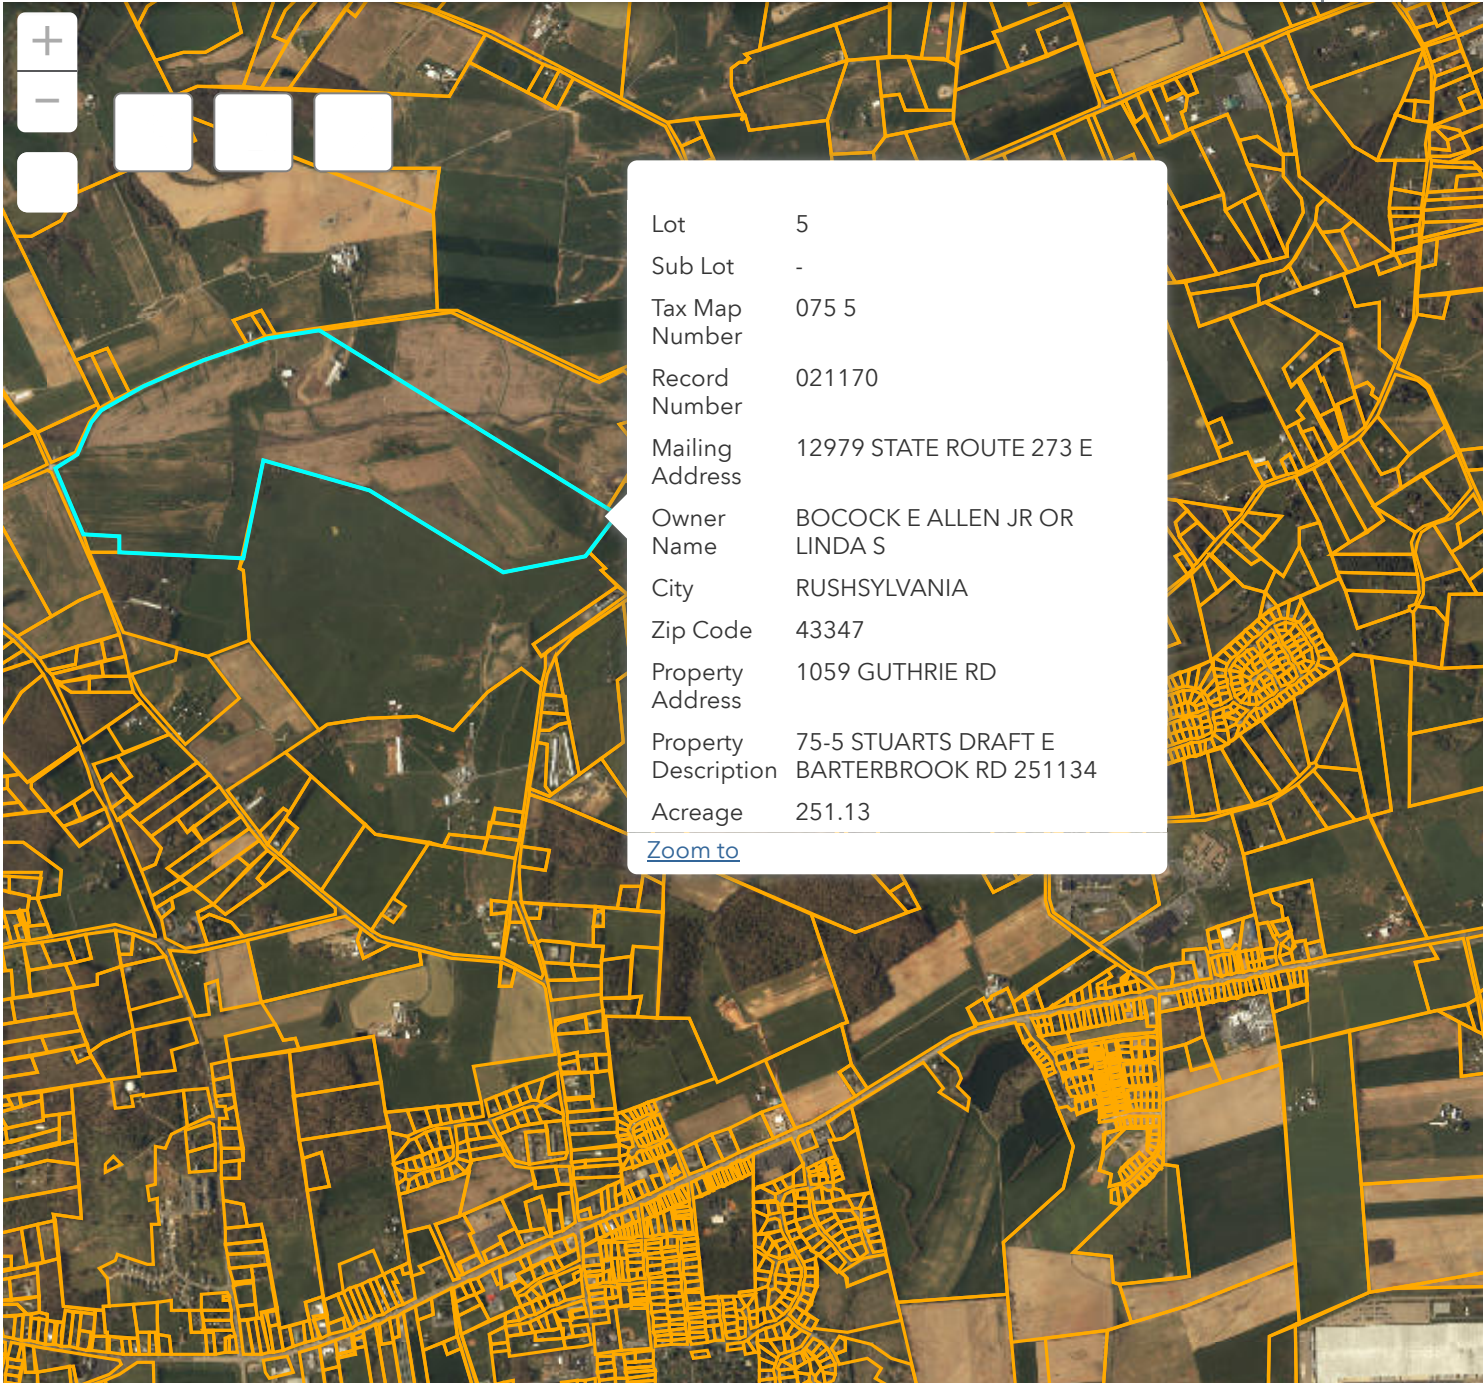 +
−
Lot 5
Sub Lot -
Tax Map 075 5
Number
Record 021170
Number
Mailing 12979 STATE ROUTE 273 E
Address
Owner BOCOCK E ALLEN JR OR
Name LINDA S
City RUSHSYLVANIA
Zip Code 43347
Property 1059 GUTHRIE RD
Address
Property 75-5 STUARTS DRAFT E
Description BARTERBROOK RD 251134
Acreage 251.13
Zoom to